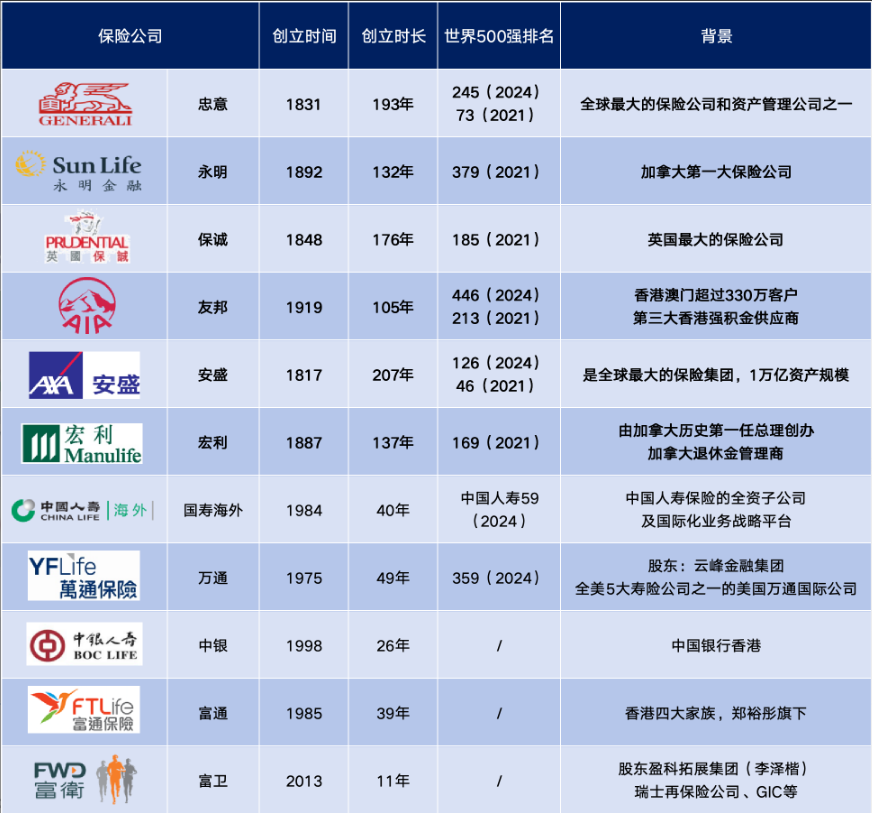 保险公司
创立时间
创立时长
世界500强排名
背景
GENERALI
忠意
1831
193年
245（2024）
73（2021）
全球最大的保险公司和资产管理公司之一
Sun Life
永明金融
永明
1892
132年
379（2021）
加拿大第一大保险公司
PRUDENTIAL
英國保誠
保诚
1848
176年
185（2021）
英国最大的保险公司
AIA
友邦
1919
105年
446（2024）
213（2021）
香港澳门超过330万客户
第三大香港强积金供应商
AXA 安盛
安盛
1817
207年
126（2024）
46（2021）
是全球最大的保险集团，1万亿资产规模
宏利
Manulife
宏利
1887
137年
169（2021）
由加拿大历史第一任总理创办
加拿大退休金管理商
中國人壽 海外
CHINA LIFE
国寿海外
1984
40年
中国人寿59
（2024）
中国人寿保险的全资子公司
及国际化业务战略平台
YFLife
萬通保險
万通
1975
49年
359（2024）
股东：云峰金融集团
全美5大寿险公司之一的美国万通国际公司
中銀人壽
BOC LIFE
中银
1998
26年
/
中国银行香港
FTLife
富通保險
富通
1985
39年
/
香港四大家族，郑裕彤旗下
FWD
富衛
富卫
2013
11年
/
股东盈科拓展集团（李泽楷）
瑞士再保险公司、GIC等